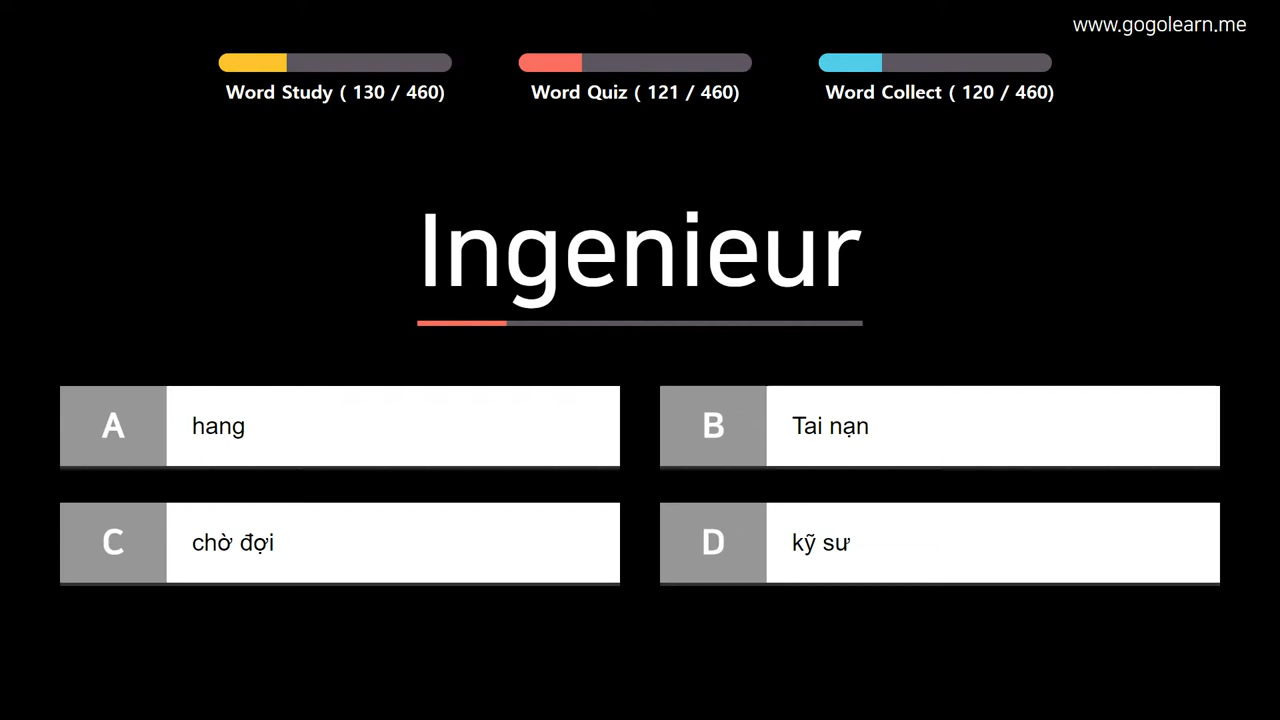 www.gogolearn.me
Word Study ( 130 / 460)
Word Quiz ( 121 / 460)
Word Collect ( 120 / 460)
Ingenieur
A hang
B Tai nạn
C chờ đợi
D kỹ sư